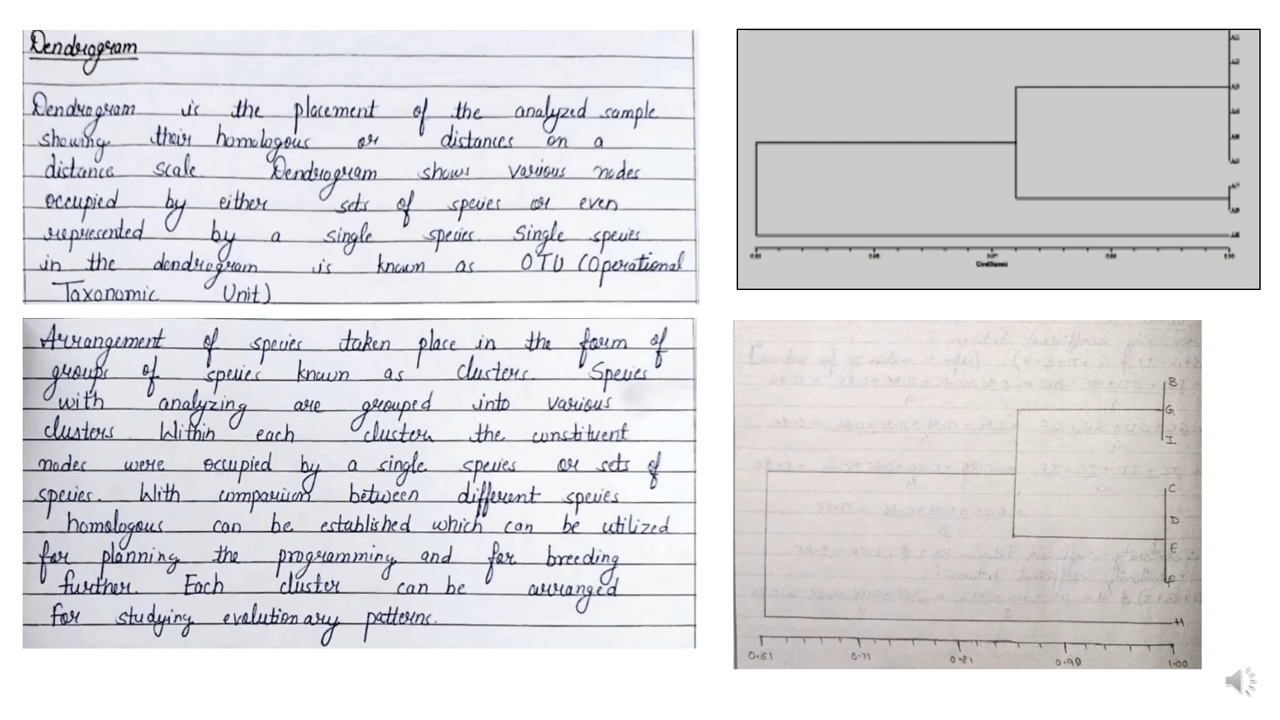 Dendrogram
Dendrogram is the placement of the analyzed sample
showing their homologous or distances on a
distance scale. Dendrogram shows various nodes
occupied by either sets of species or even
represented by a single species. Single species
in the dendrogram is known as OTU (Operational
Taxonomic Unit)
Arrangement of species taken place in the form of
groups of species known as clusters. Species
with analyzing are grouped into various
clusters. Within each cluster the constituent
nodes were occupied by a single species or sets of
species. With comparison between different species
homologous can be established which can be utilized
for planning the programming and for breeding
further. Each cluster can be arranged
for studying evolutionary patterns.
Coefficient
B
G
I
C
D
E
H
0.61 0.71 0.81 0.90 1.00